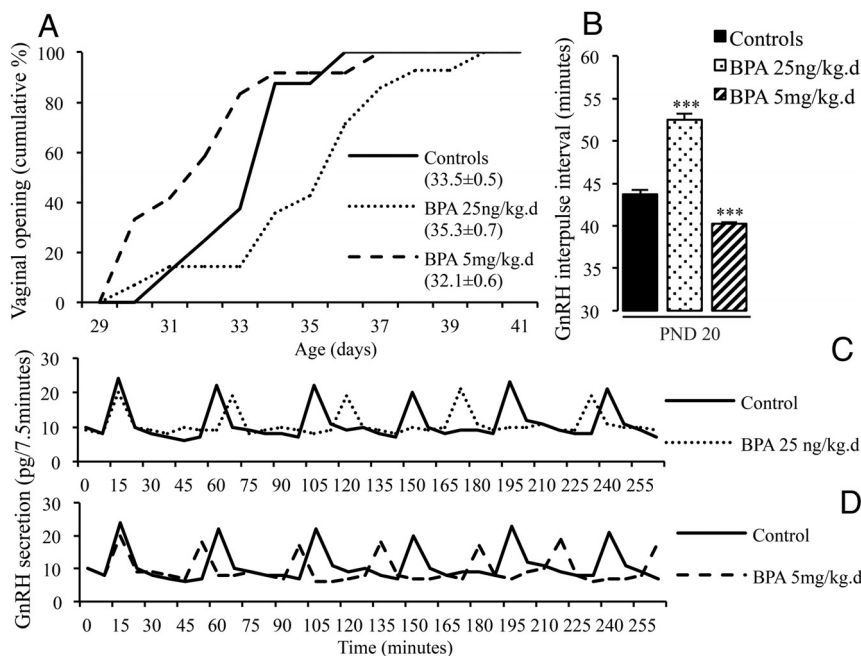 A
Vaginal opening (cumulative %)
100
80
60
40
20
0
29 31 33 35 37 39 41
Age (days)
Controls
(33.5±0.5)
BPA 25ng/kg.d
(35.3±0.7)
BPA 5mg/kg.d
(32.1±0.6)
B
GnRH interpulse interval (minutes)
60
55
50
45
40
35
30
***
***
PND 20
Controls
BPA 25ng/kg.d
BPA 5mg/kg.d
C
GnRH secretion (pg/7.5minutes)
30
20
10
0
0 15 30 45 60 75 90 105 120 135 150 165 180 195 210 225 240 255
Control
BPA 25 ng/kg.d
D
30
20
10
0
0 15 30 45 60 75 90 105 120 135 150 165 180 195 210 225 240 255
Time (minutes)
Control
BPA 5mg/kg.d